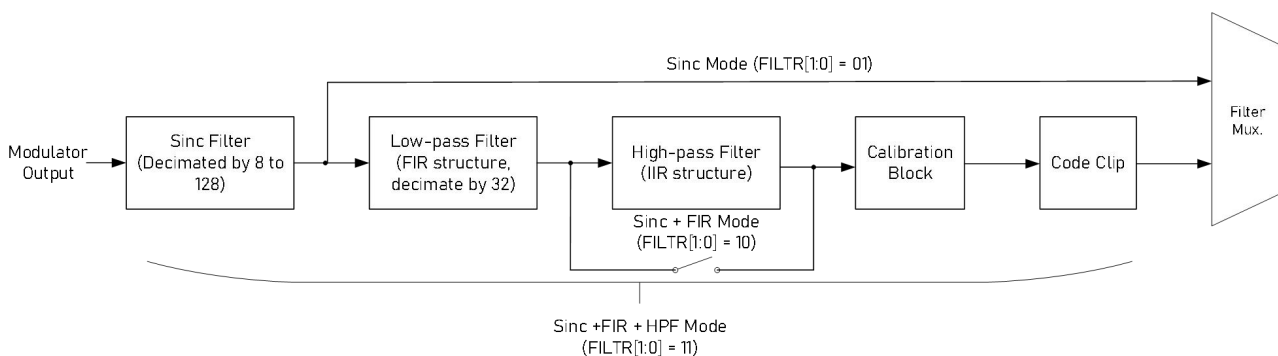 Sinc Mode (FILTR[1:0] = 01)
Filter
Mux.
Modulator
Output
Sinc Filter
(Decimated by 8 to
128)
Low-pass Filter
(FIR structure,
decimate by 32)
High-pass Filter
(IIR structure)
Calibration
Block
Code Clip
Sinc + FIR Mode
(FILTR[1:0] = 10)
Sinc +FIR + HPF Mode
(FILTR[1:0] = 11)